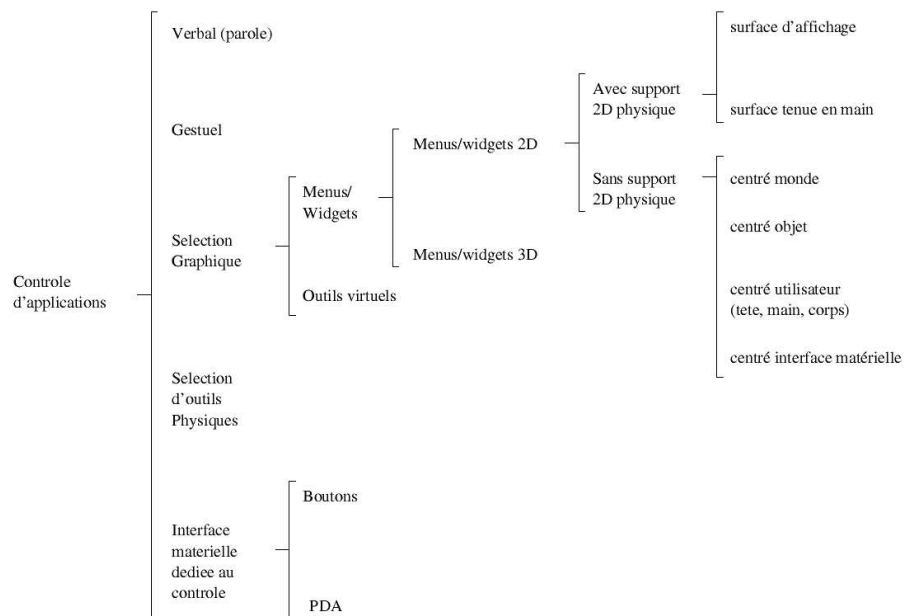 Controle
d'applications
Verbal (parole)
Gestuel
Selection
Graphique
Menus/
Widgets
Menus/widgets 2D
Avec support
2D physique
surface d'affichage
surface tenue en main
Sans support
2D physique
centré monde
centré objet
centré utilisateur
(tete, main, corps)
centré interface matérielle
Menus/widgets 3D
Outils virtuels
Selection
d'outils
Physiques
Interface
materielle
dediee au
controle
Boutons
PDA